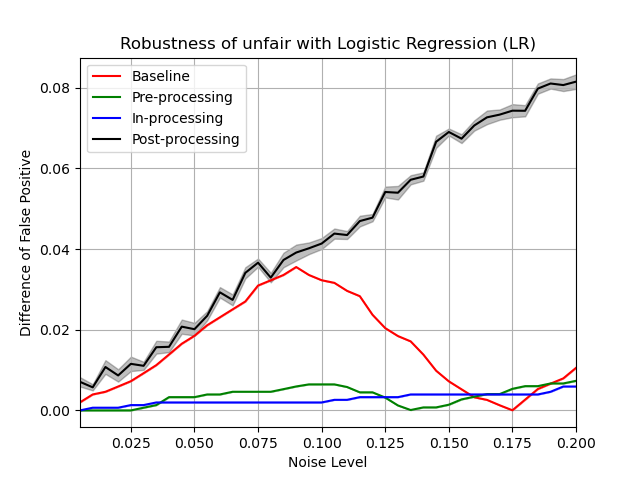 Robustness of unfair with Logistic Regression (LR)
Baseline
Pre-processing
In-processing
Post-processing
Difference of False Positive
0.08
0.06
0.04
0.02
0.00
0.025 0.050 0.075 0.100 0.125 0.150 0.175 0.200
Noise Level